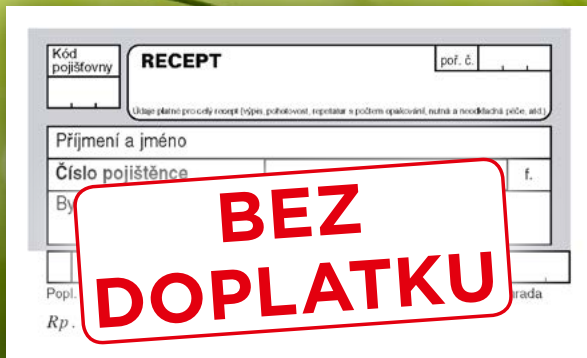 Kód
pojišťovny
RECEPT
poř. č.
Údaje platné pro celý recept (výpis, pohotovost, repetatur s počtem opakování, nutná a neodkladná péče, atd.)
Příjmení a jméno
Číslo pojištěnce
f.
By
BEZ
DOPLATKU
Popl.
hrada
Rp.